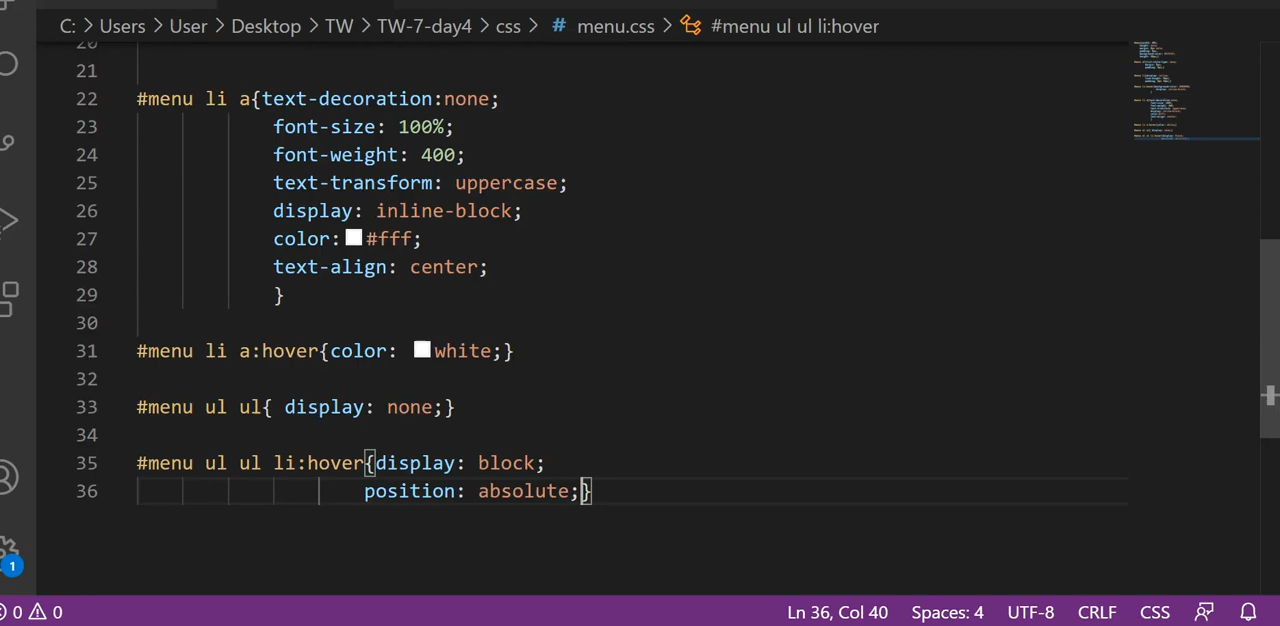 C: > Users > User > Desktop > TW > TW-7-day4 > css > # menu.css > #menu ul ul li:hover
20
21
22 #menu li a{text-decoration:none;
23 font-size: 100%;
24 font-weight: 400;
25 text-transform: uppercase;
26 display: inline-block;
27 color: #fff;
28 text-align: center;
29 }
30
31 #menu li a:hover{color: white;}
32
33 #menu ul ul{ display: none;}
34
35 #menu ul ul li:hover{display: block;
36 position: absolute;}
1
0 0 Ln 36, Col 40 Spaces: 4 UTF-8 CRLF CSS